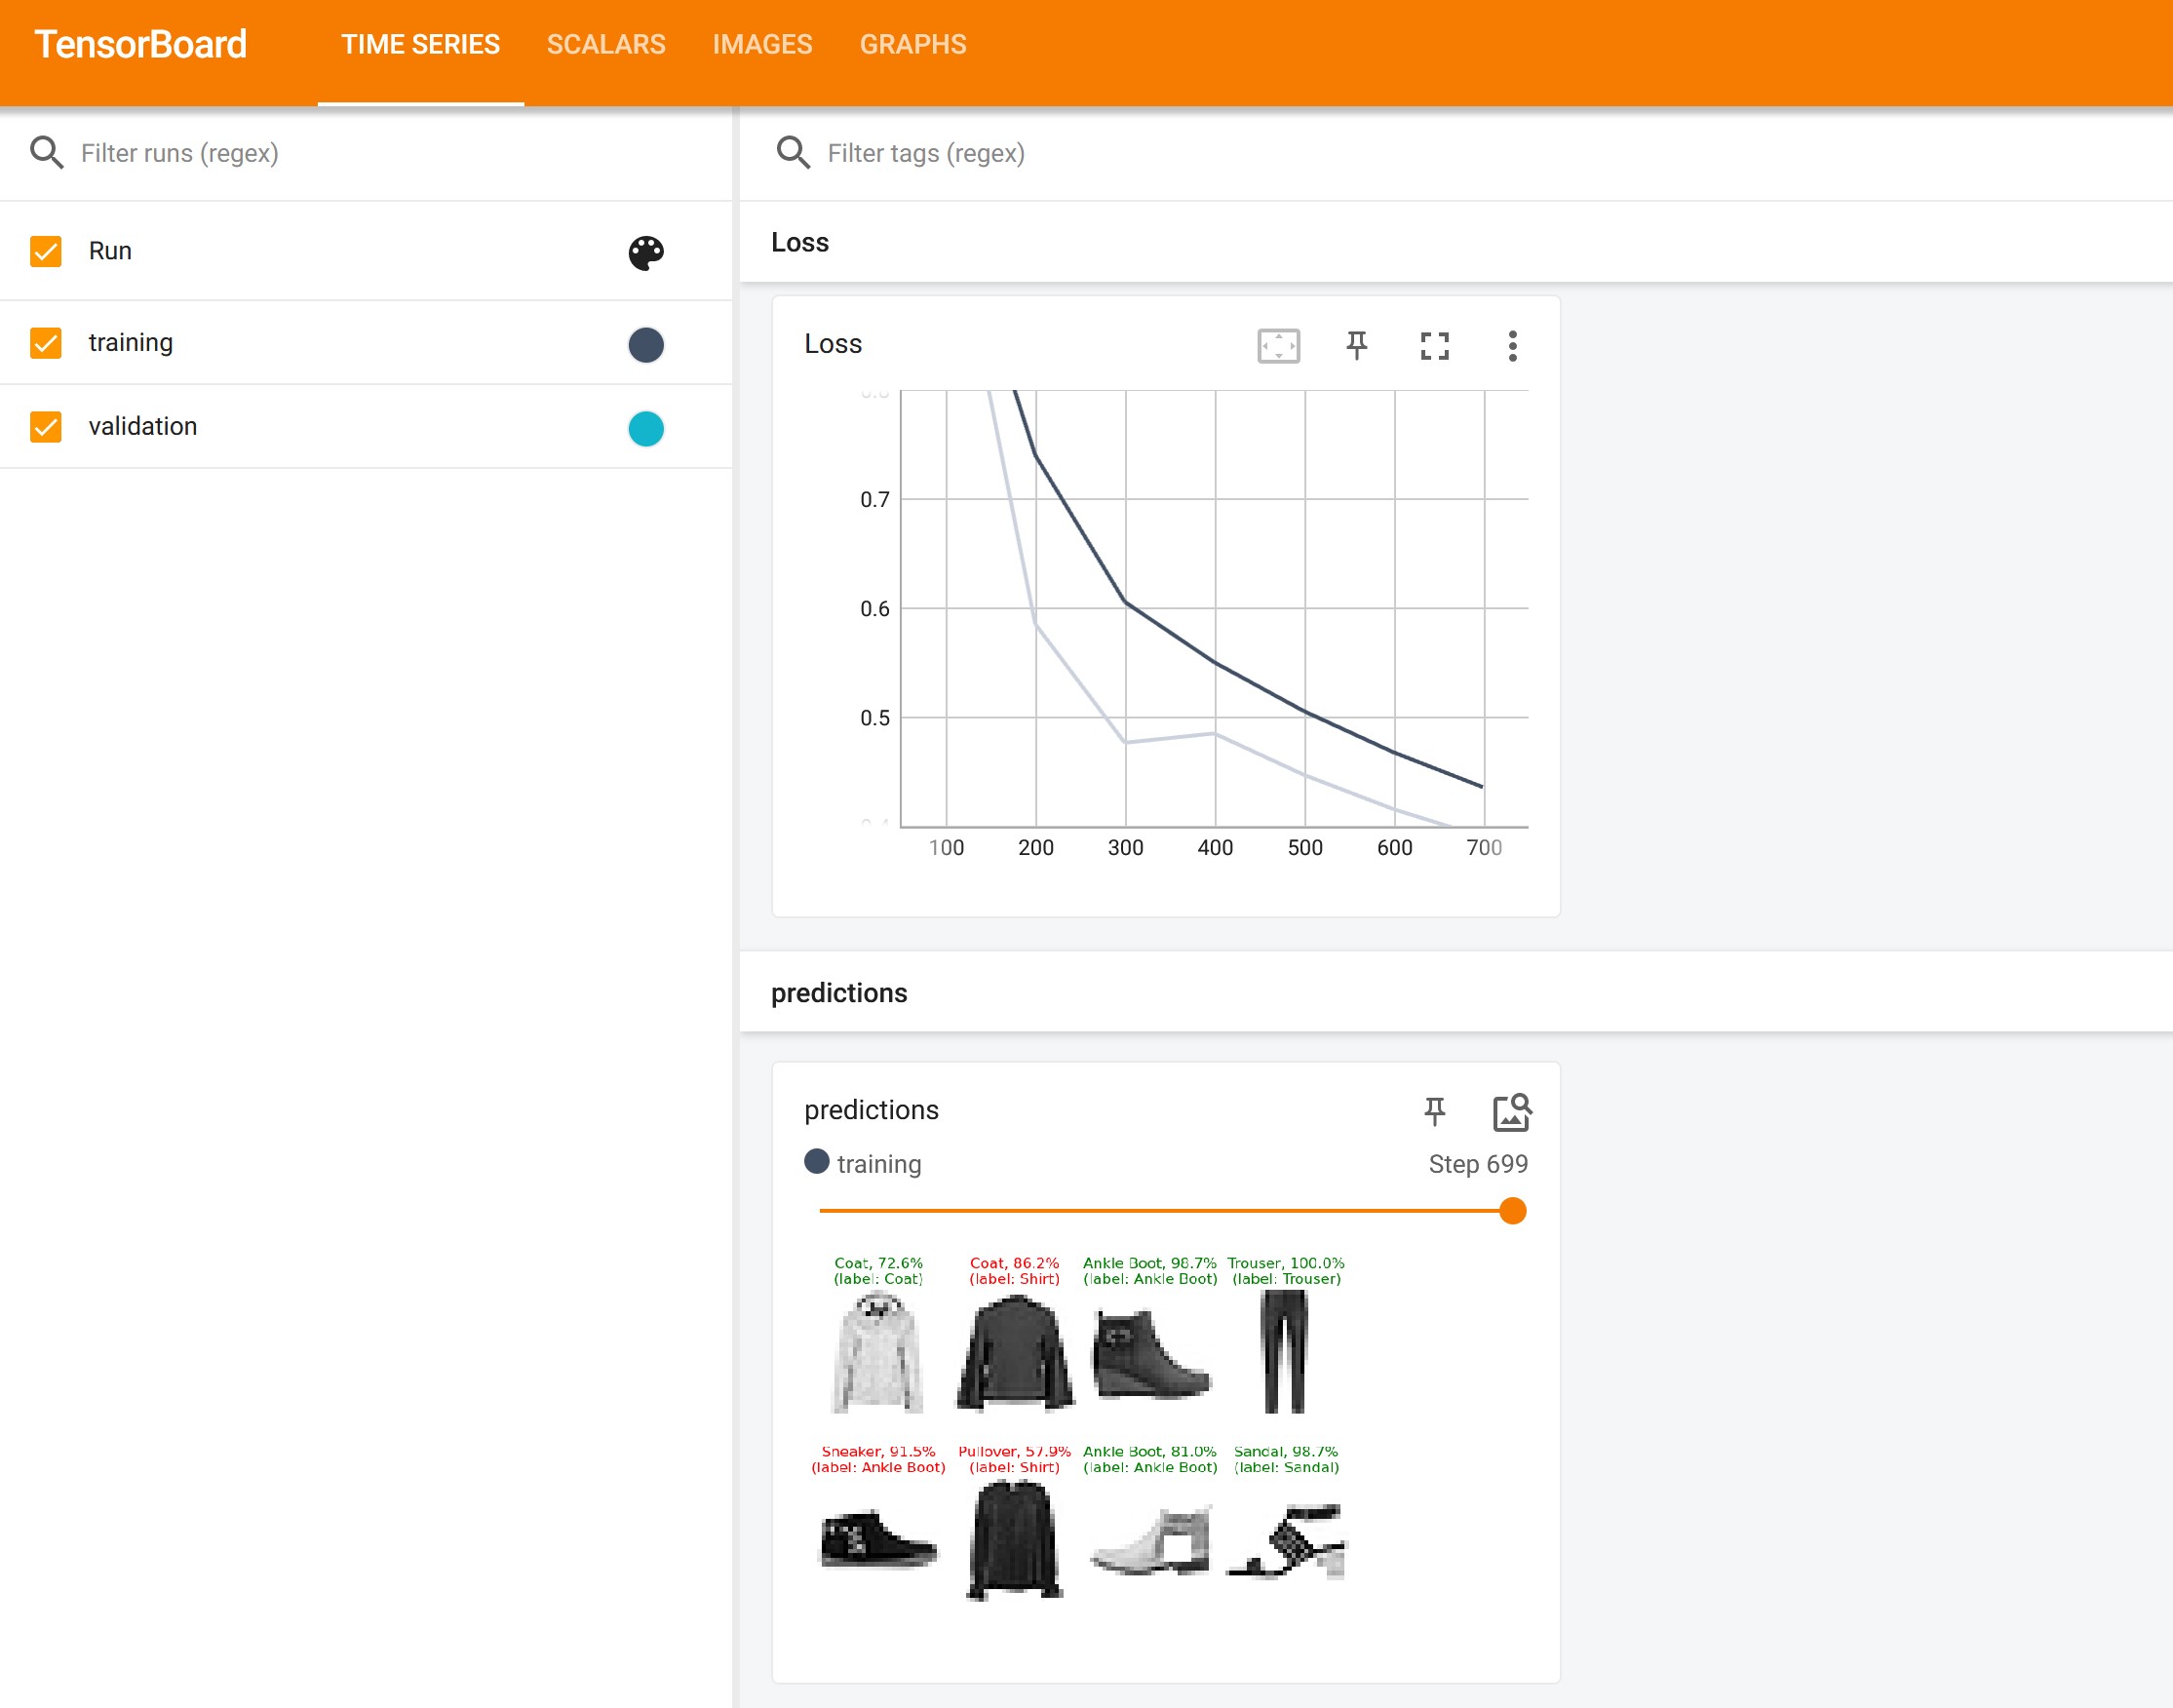 TensorBoard TIME SERIES SCALARS IMAGES GRAPHS
Filter runs (regex)
Run
training
validation
Filter tags (regex)
Loss
Loss
0.7
0.6
0.5
100 200 300 400 500 600 700
predictions
predictions
training Step 699
Coat, 72.6% Coat, 86.2% Ankle Boot, 98.7% Trouser, 100.0%
(label: Coat) (label: Shirt) (label: Ankle Boot) (label: Trouser)
Sneaker, 91.5% Pullover, 57.9% Ankle Boot, 81.0% Sandal, 98.7%
(label: Ankle Boot) (label: Shirt) (label: Ankle Boot) (label: Sandal)